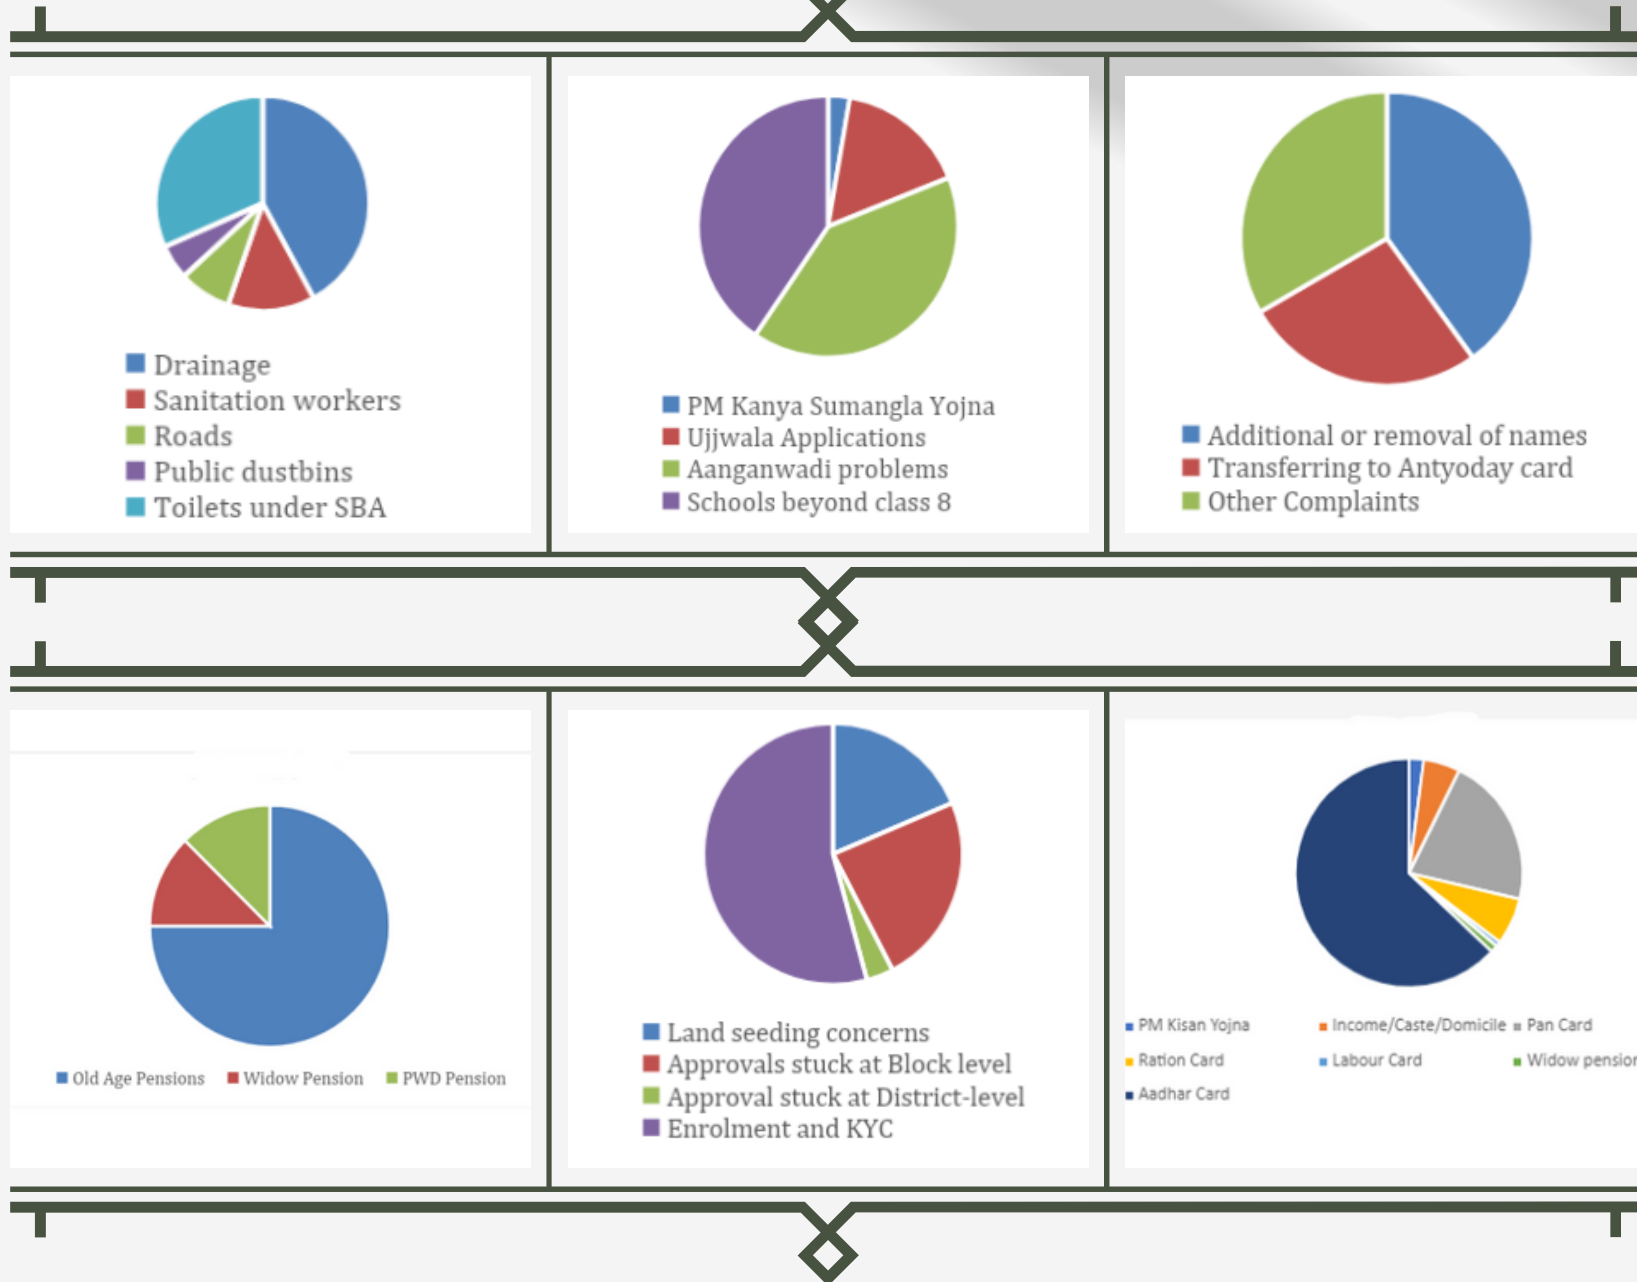 Drainage
Sanitation workers
Roads
Public dustbins
Toilets under SBA
PM Kanya Sumangla Yojna
Ujjwala Applications
Aanganwadi problems
Schools beyond class 8
Additional or removal of names
Transferring to Antyoday card
Other Complaints
Old Age Pensions Widow Pension PWD Pension
Land seeding concerns
Approvals stuck at Block level
Approval stuck at District-level
Enrolment and KYC
PM Kisan Yojna Income/Caste/Domicile Pan Card
Ration Card Labour Card Widow pension
Aadhar Card